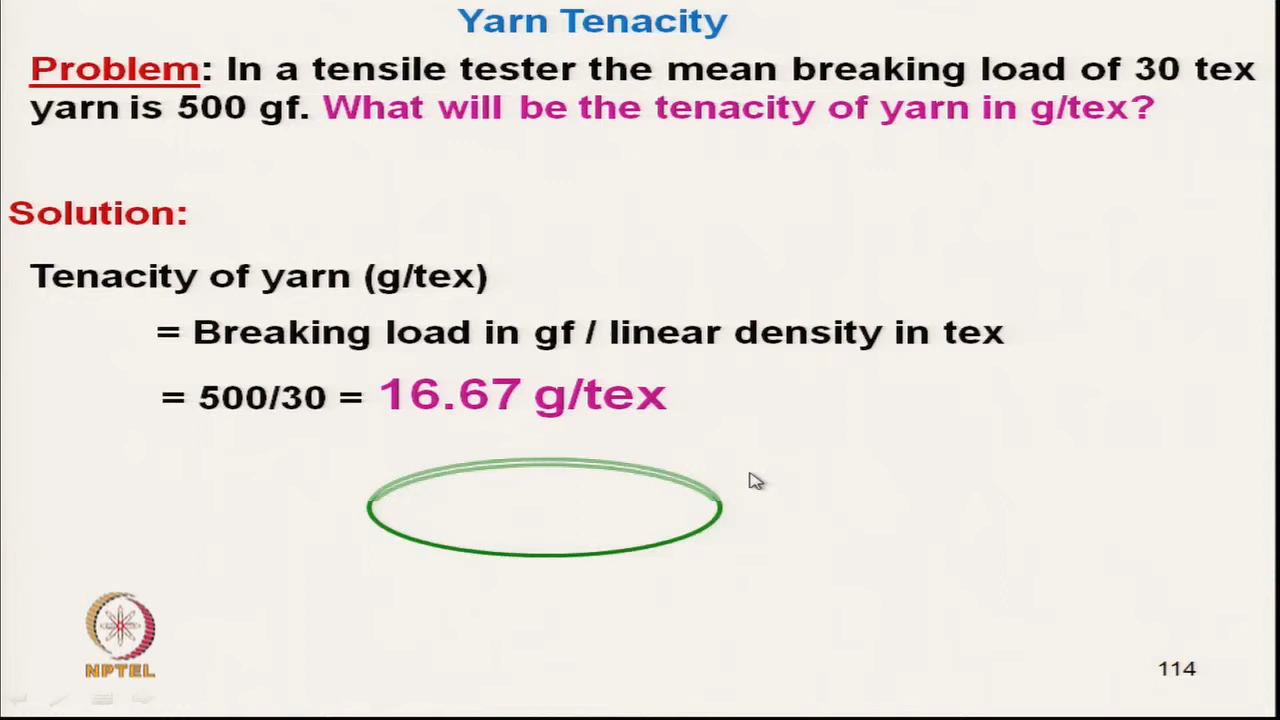 Yarn Tenacity
Problem: In a tensile tester the mean breaking load of 30 tex
yarn is 500 gf. What will be the tenacity of yarn in g/tex?
Solution:
Tenacity of yarn (g/tex)
= Breaking load in gf / linear density in tex
= 500/30 = 16.67 g/tex
NPTEL
114